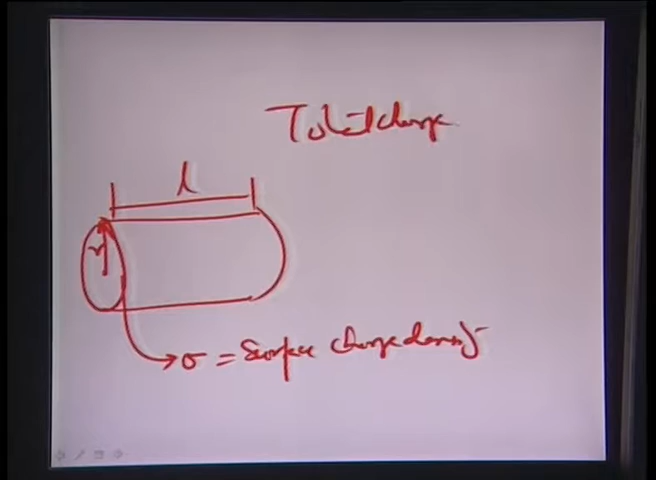 Total charge
l
r
σ = Surface charge density